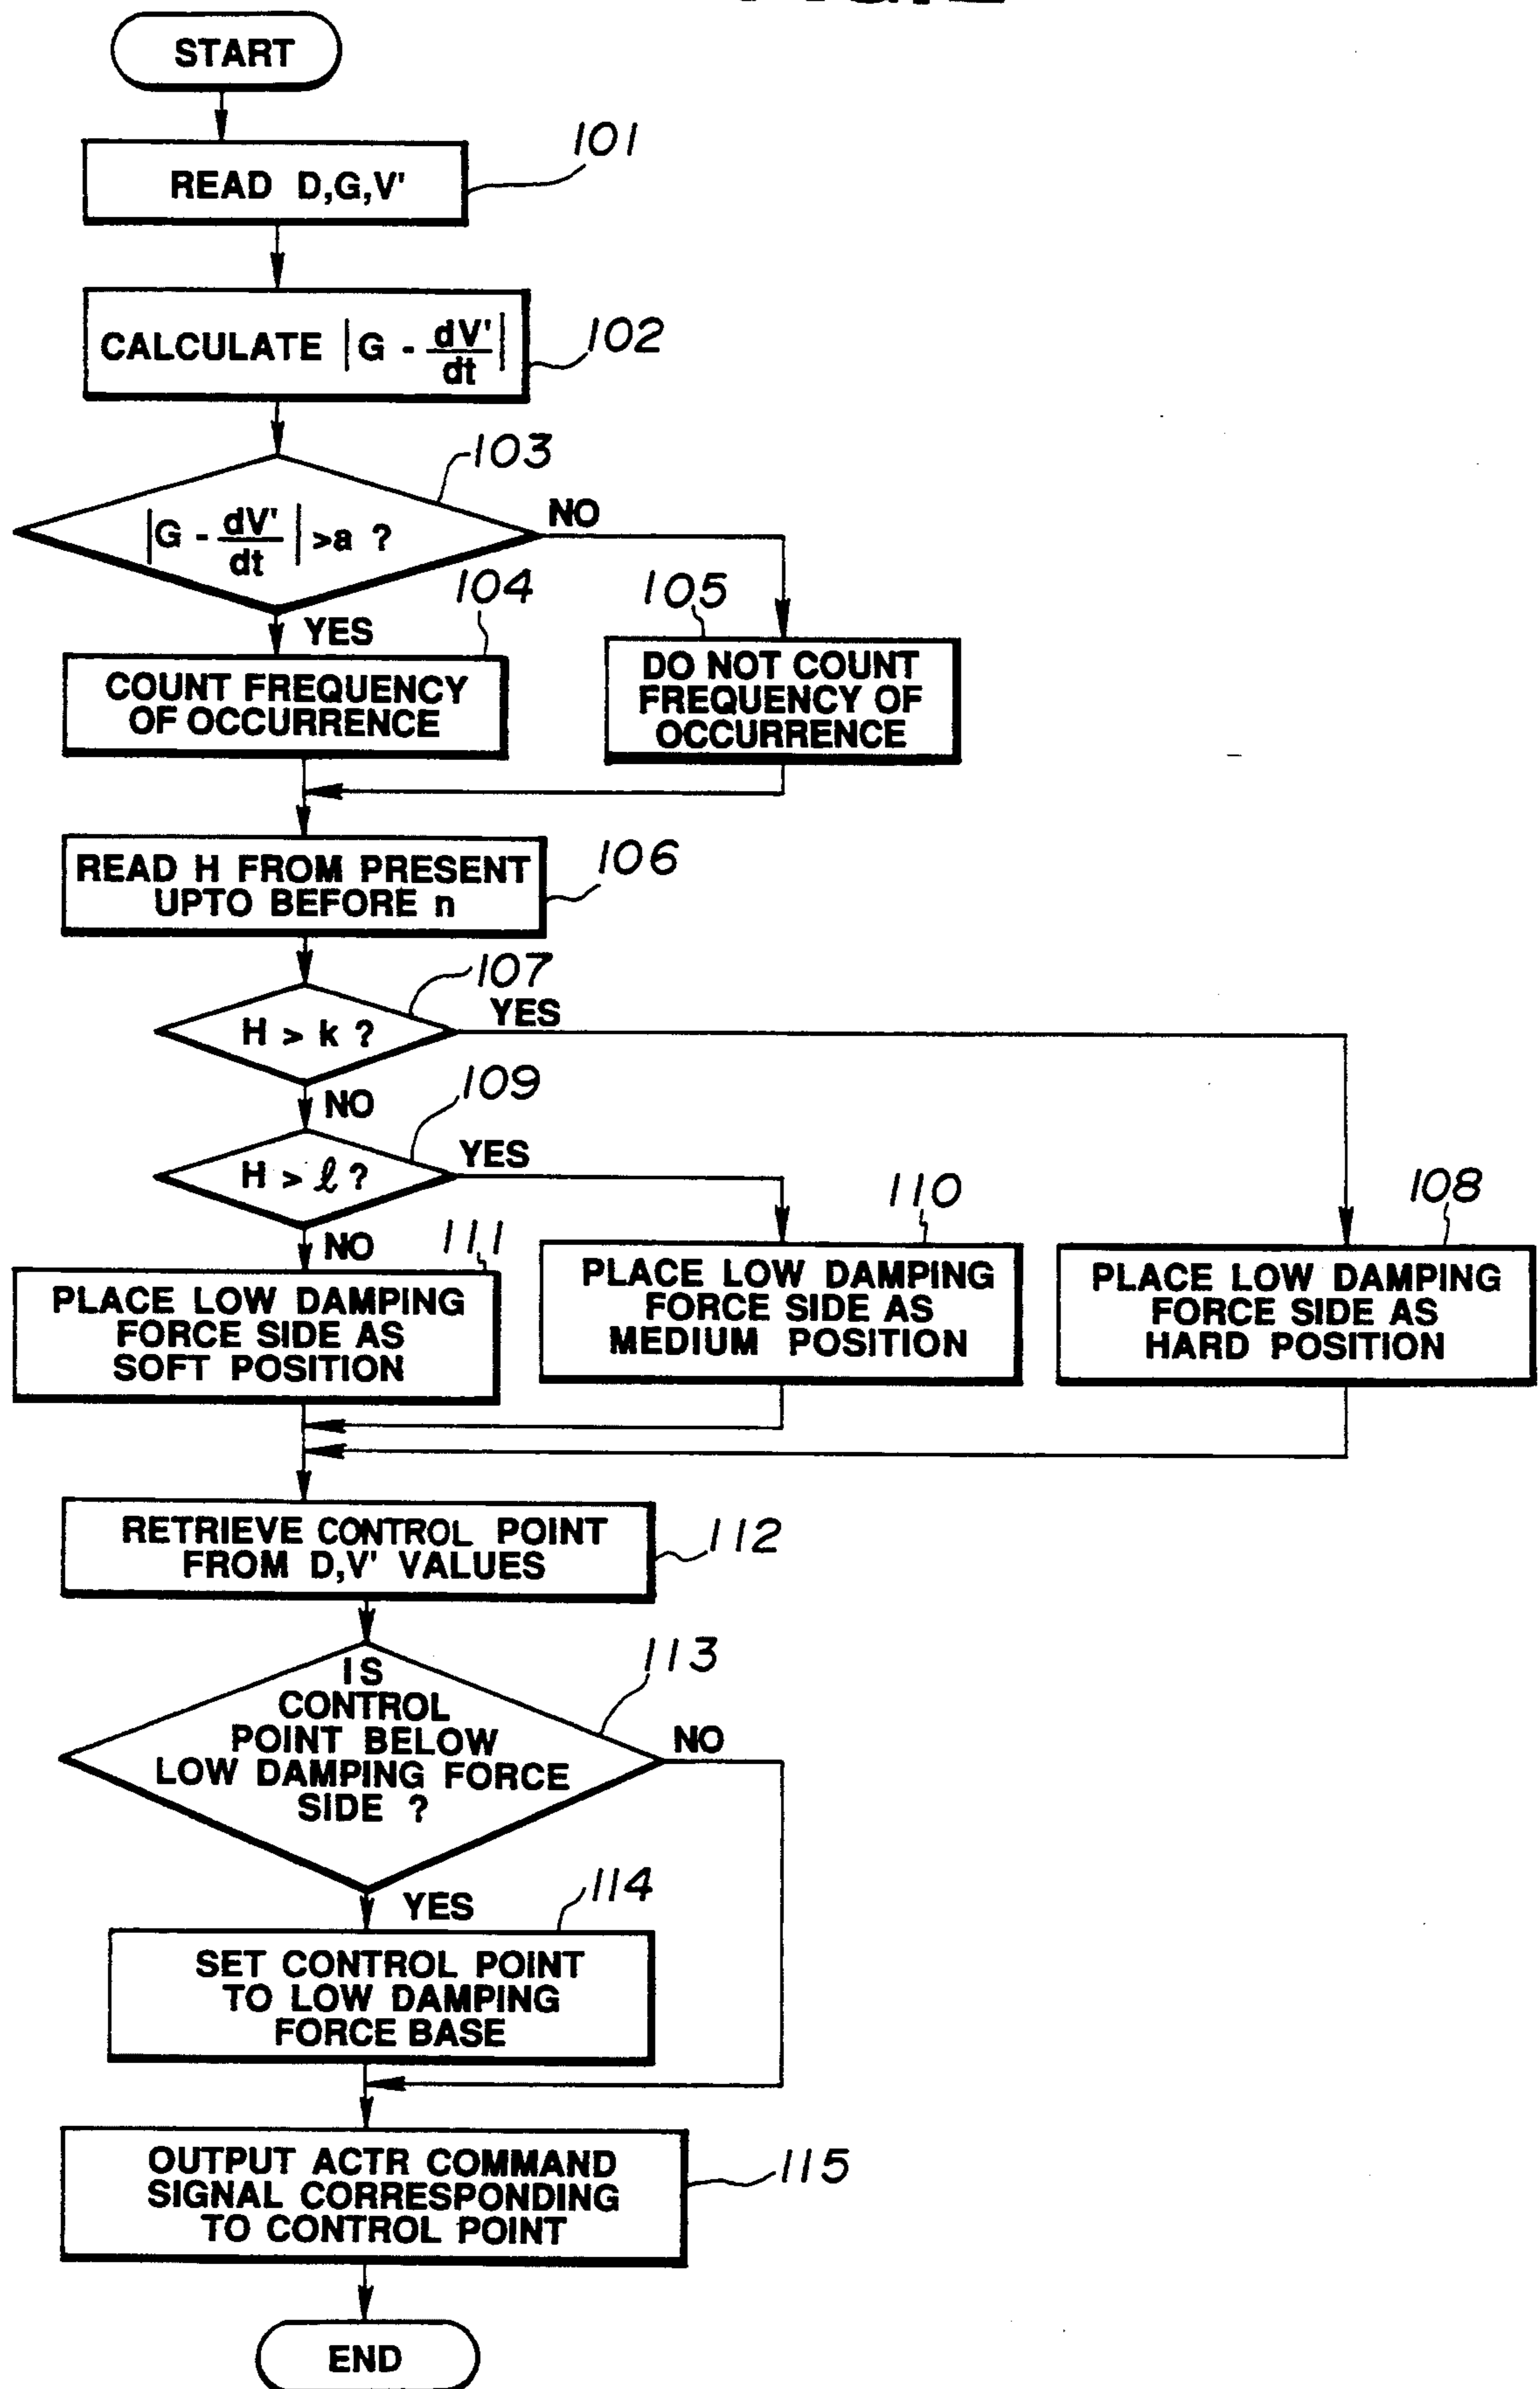 START
101
READ D,G,V'
102
CALCULATE |G - dV'/dt|
103
|G - dV'/dt| >a ?
NO
YES
104
COUNT FREQUENCY
OF OCCURRENCE
105
DO NOT COUNT
FREQUENCY OF
OCCURRENCE
106
READ H FROM PRESENT
UPTO BEFORE n
107
H > k ?
YES
NO
109
H > ℓ ?
YES
NO
111
PLACE LOW DAMPING
FORCE SIDE AS
SOFT POSITION
110
PLACE LOW DAMPING
FORCE SIDE AS
MEDIUM POSITION
108
PLACE LOW DAMPING
FORCE SIDE AS
HARD POSITION
112
RETRIEVE CONTROL POINT
FROM D,V' VALUES
113
IS
CONTROL
POINT BELOW
LOW DAMPING FORCE
SIDE ?
NO
YES
114
SET CONTROL POINT
TO LOW DAMPING
FORCE BASE
115
OUTPUT ACTR COMMAND
SIGNAL CORRESPONDING
TO CONTROL POINT
END